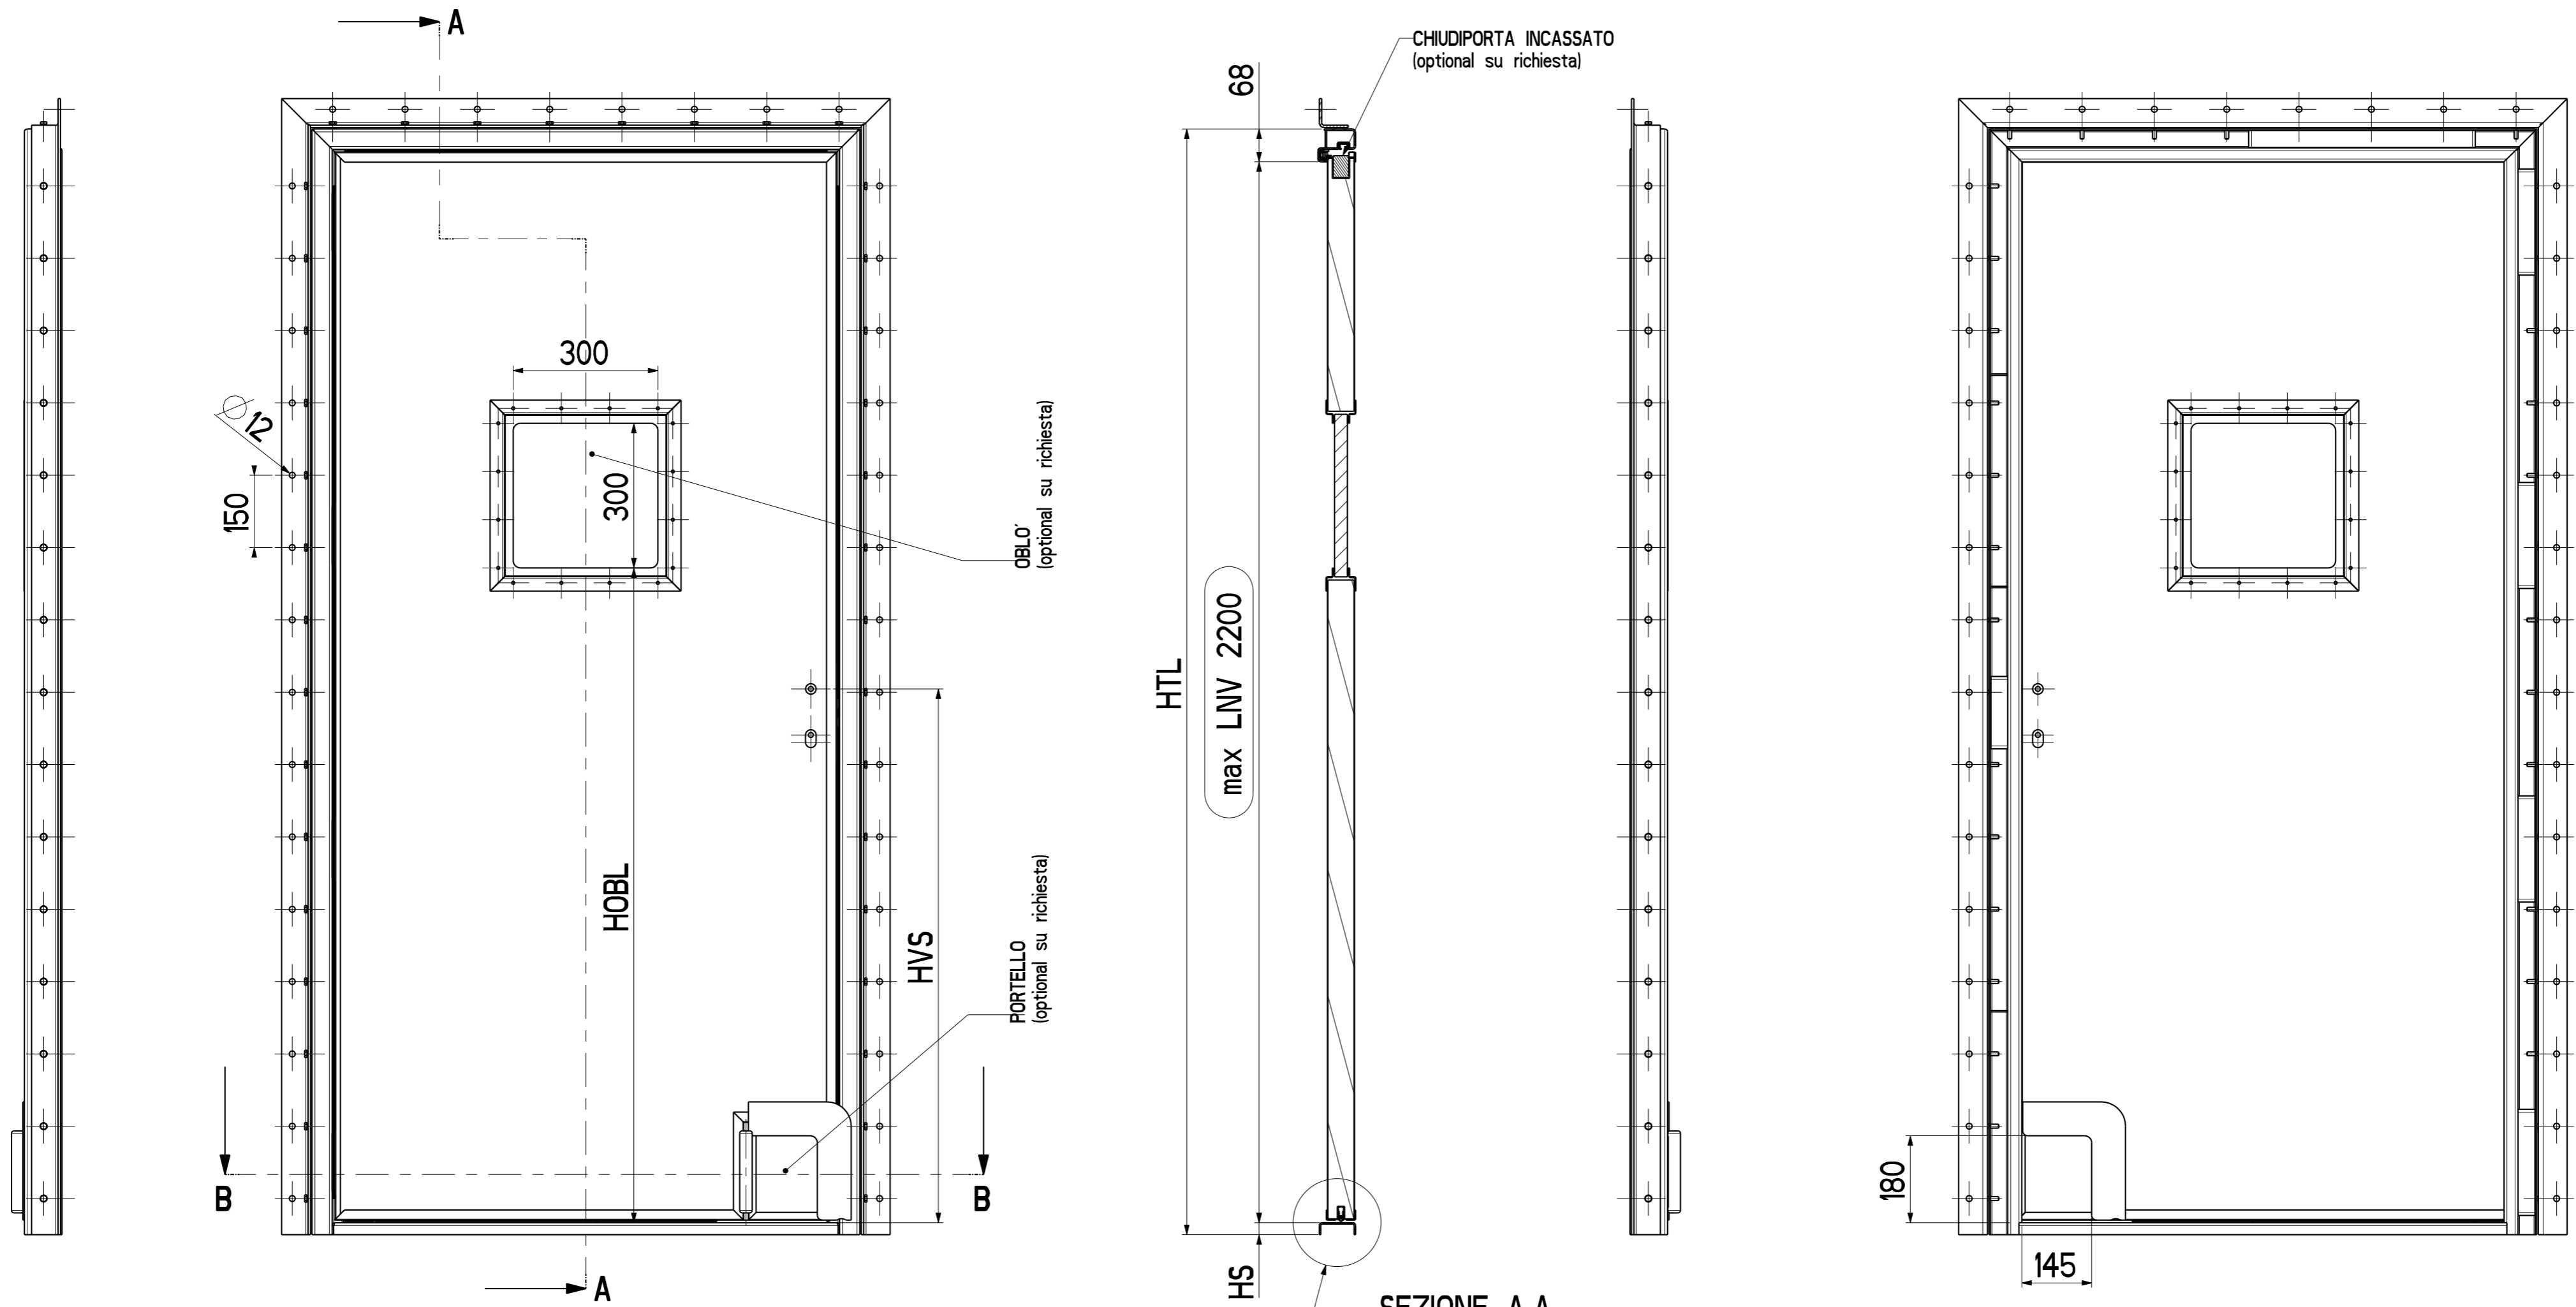 A
CHIUDIPORTA INCASSATO
(optional su richiesta)
68
300
12
150
300
OBLO'
(optional su richiesta)
HTL
max LNV 2200
HOBL
HVS
PORTELLO
(optional su richiesta)
B
B
180
145
HS
A
SEZIONE A-A